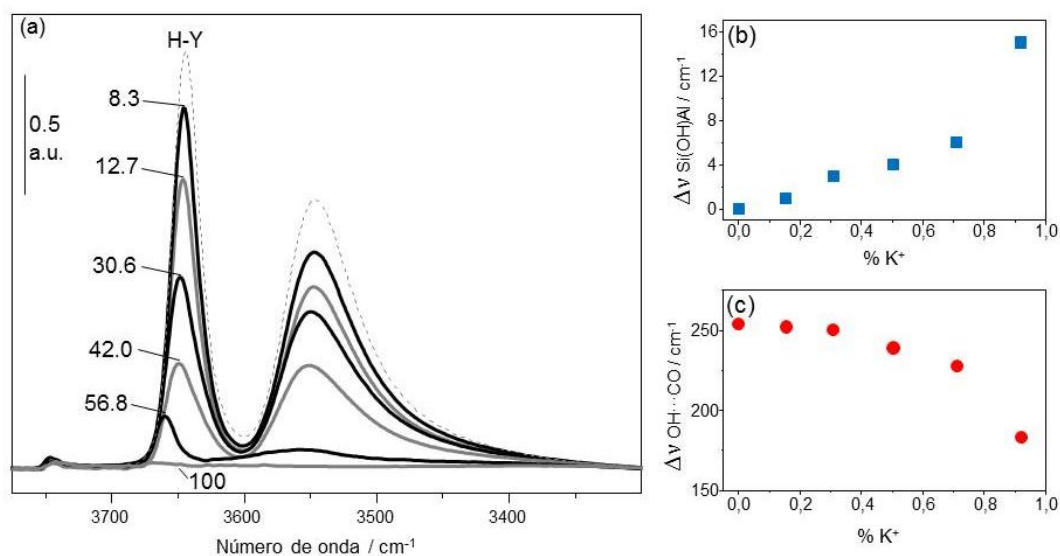 (a)
H-Y
8.3
0.5
a.u.
12.7
30.6
42.0
56.8
100
3700
3600
3500
3400
Número de onda / cm⁻¹
(b)
16
12
8
4
0
Δν Si(OH)Al / cm⁻¹
0,0 0,2 0,4 0,6 0,8 1,0
% K⁺
(c)
250
200
150
Δν OH···CO / cm⁻¹
0,0 0,2 0,4 0,6 0,8 1,0
% K⁺